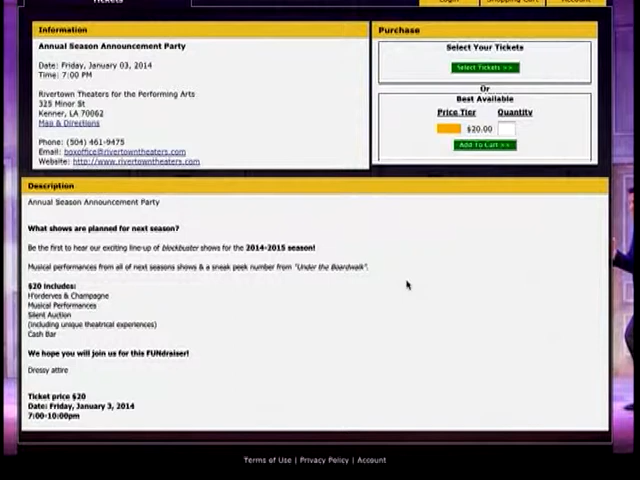 Tickets
Login
Shopping Cart
Account
Information
Annual Season Announcement Party
Date: Friday, January 03, 2014
Time: 7:00 PM
Rivertown Theaters for the Performing Arts
325 Minor St
Kenner, LA 70062
Map & Directions
Phone: (504) 461-9475
Email: boxoffice@rivertowntheaters.com
Website: http://www.rivertowntheaters.com
Purchase
Select Your Tickets
Select Tickets >>
Or
Best Available
Price Tier Quantity
$20.00
Add To Cart >>
Description
Annual Season Announcement Party
What shows are planned for next season?
Be the first to hear our exciting line-up of blockbuster shows for the 2014-2015 season!
Musical performances from all of next seasons shows & a sneak peek number from "Under the Boardwalk".
$20 includes:
H'orderves & Champagne
Musical Performances
Silent Auction
(including unique theatrical experiences)
Cash Bar
We hope you will join us for this FUNdraiser!
Dressy attire
Ticket price $20
Date: Friday, January 3, 2014
7:00-10:00pm
Terms of Use | Privacy Policy | Account